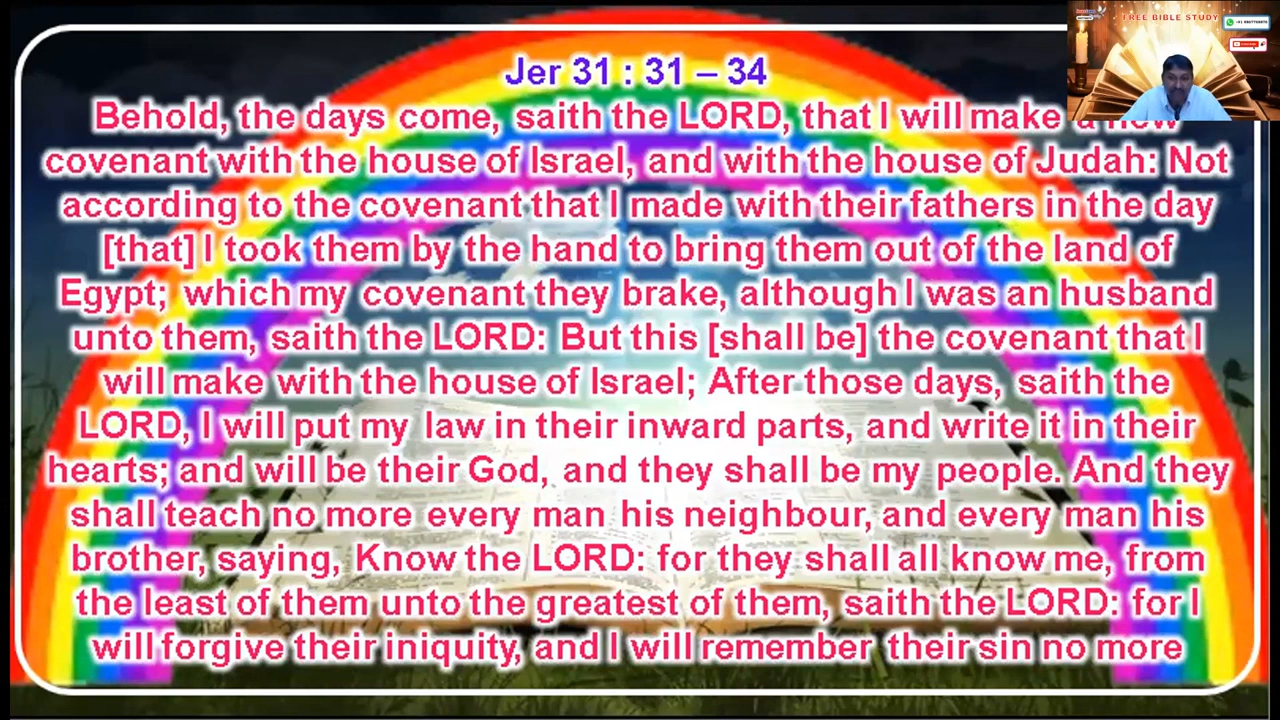 FREE BIBLE STUDY
Jer 31 : 31 – 34
Behold, the days come, saith the LORD, that I will make a new
covenant with the house of Israel, and with the house of Judah: Not
according to the covenant that I made with their fathers in the day
[that] I took them by the hand to bring them out of the land of
Egypt; which my covenant they brake, although I was an husband
unto them, saith the LORD: But this [shall be] the covenant that I
will make with the house of Israel; After those days, saith the
LORD, I will put my law in their inward parts, and write it in their
hearts; and will be their God, and they shall be my people. And they
shall teach no more every man his neighbour, and every man his
brother, saying, Know the LORD: for they shall all know me, from
the least of them unto the greatest of them, saith the LORD: for I
will forgive their iniquity, and I will remember their sin no more